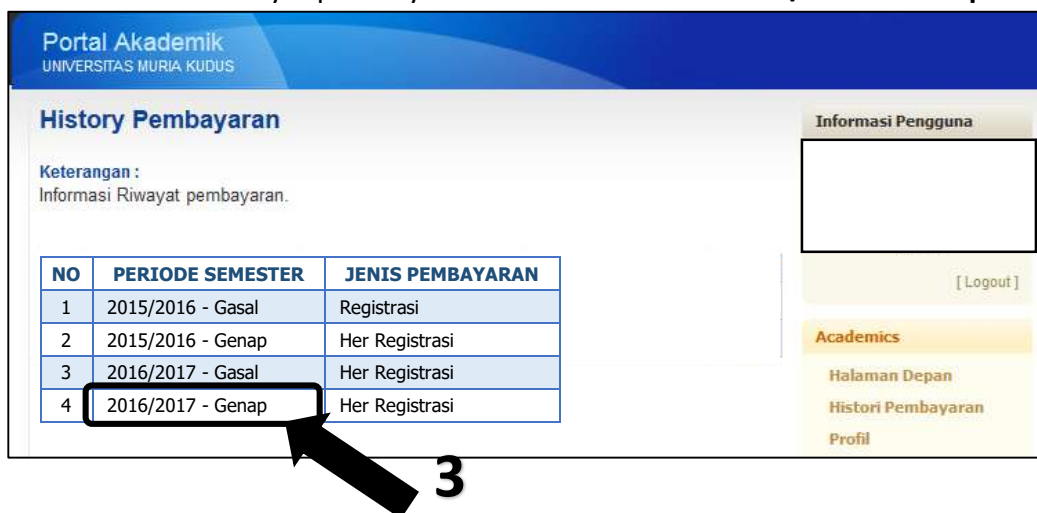 Portal Akademik
UNIVERSITAS MURIA KUDUS
History Pembayaran
Keterangan :
Informasi Riwayat pembayaran.
NO PERIODE SEMESTER JENIS PEMBAYARAN
1 2015/2016 - Gasal Registrasi
2 2015/2016 - Genap Her Registrasi
3 2016/2017 - Gasal Her Registrasi
4 2016/2017 - Genap Her Registrasi
3
Informasi Pengguna
[ Logout ]
Academics
Halaman Depan
Histori Pembayaran
Profil